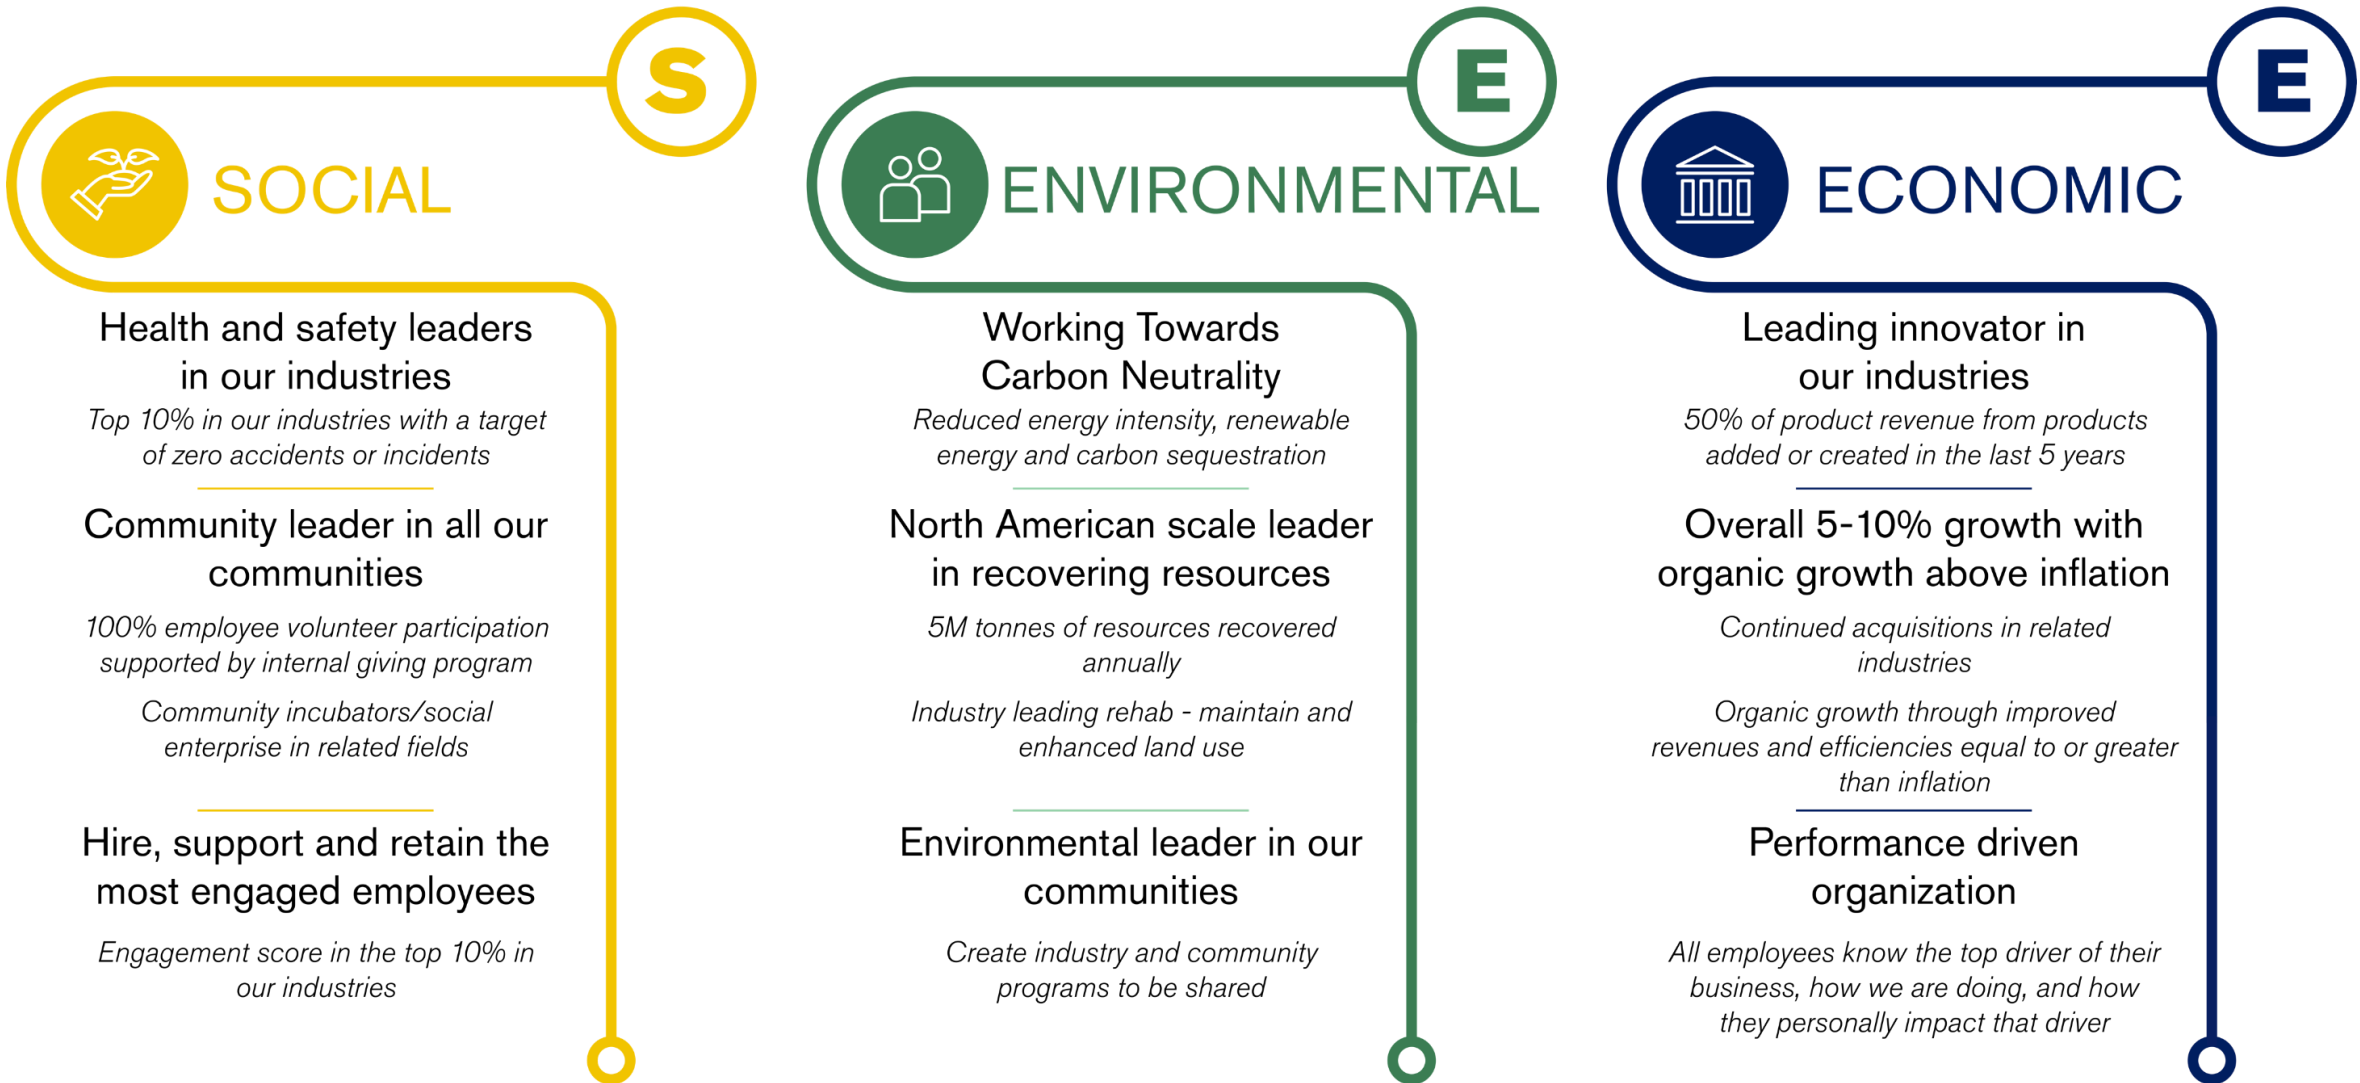 S
SOCIAL
Health and safety leaders
in our industries
Top 10% in our industries with a target
of zero accidents or incidents
Community leader in all our
communities
100% employee volunteer participation
supported by internal giving program
Community incubators/social
enterprise in related fields
Hire, support and retain the
most engaged employees
Engagement score in the top 10% in
our industries
E
ENVIRONMENTAL
Working Towards
Carbon Neutrality
Reduced energy intensity, renewable
energy and carbon sequestration
North American scale leader
in recovering resources
5M tonnes of resources recovered
annually
Industry leading rehab - maintain and
enhanced land use
Environmental leader in our
communities
Create industry and community
programs to be shared
E
ECONOMIC
Leading innovator in
our industries
50% of product revenue from products
added or created in the last 5 years
Overall 5-10% growth with
organic growth above inflation
Continued acquisitions in related
industries
Organic growth through improved
revenues and efficiencies equal to or greater
than inflation
Performance driven
organization
All employees know the top driver of their
business, how we are doing, and how
they personally impact that driver